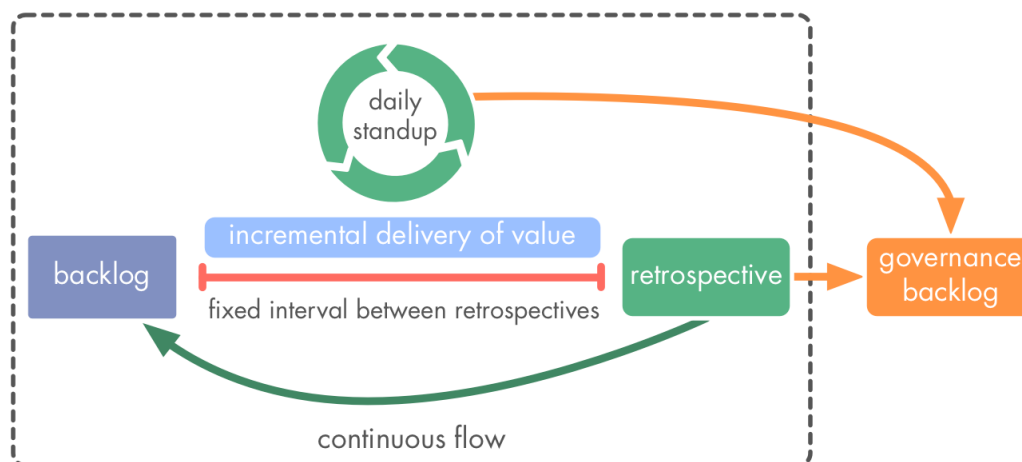 daily
standup
incremental delivery of value
backlog
retrospective
governance
backlog
fixed interval between retrospectives
continuous flow